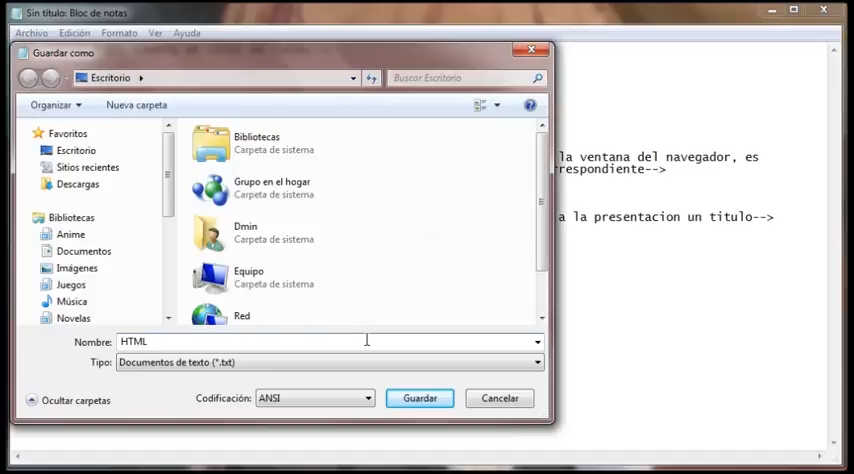 Sin título: Bloc de notas
Archivo Edición Formato Ver Ayuda
Guardar como
Escritorio
Buscar Escritorio
Organizar Nueva carpeta
Favoritos
Escritorio
Sitios recientes
Descargas
Bibliotecas
Anime
Documentos
Imágenes
Juegos
Música
Novelas
Bibliotecas
Carpeta de sistema
Grupo en el hogar
Carpeta de sistema
Dmin
Carpeta de sistema
Equipo
Carpeta de sistema
Red
la ventana del navegador, es
rrespondiente-->
a la presentacion un titulo-->
Nombre: HTML
Tipo: Documentos de texto (*.txt)
Ocultar carpetas
Codificación: ANSI
Guardar
Cancelar